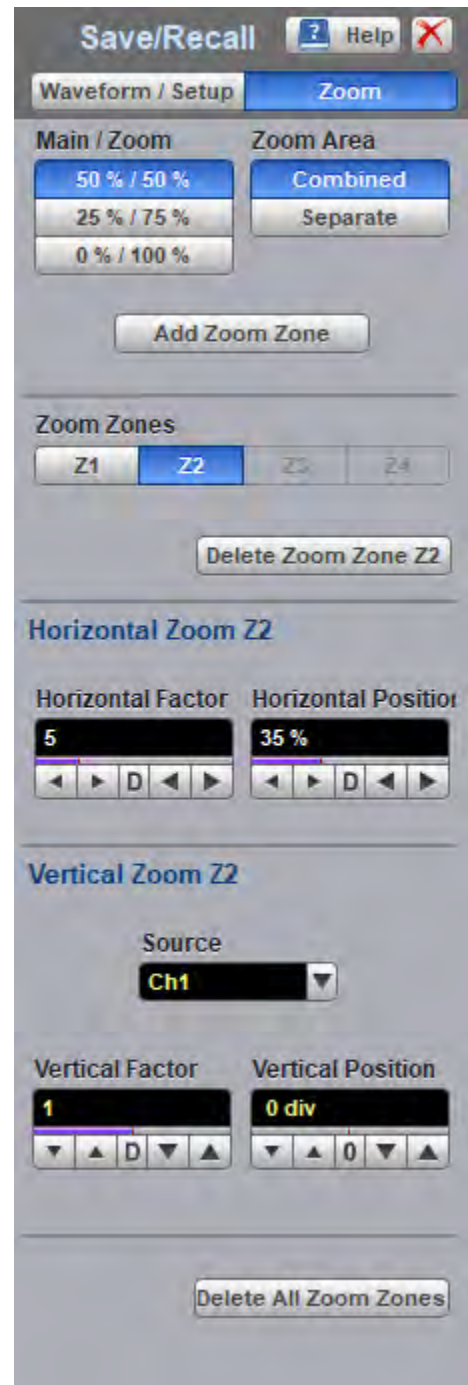 Save/Recall ? Help
Waveform / Setup Zoom
Main / Zoom Zoom Area
50 % / 50 % Combined
25 % / 75 % Separate
0 % / 100 %
Add Zoom Zone
Zoom Zones
Z1 Z2 Z3 Z4
Delete Zoom Zone Z2
Horizontal Zoom Z2
Horizontal Factor Horizontal Position
5 35 %
D D
Vertical Zoom Z2
Source
Ch1
Vertical Factor Vertical Position
1 0 div
D 0
Delete All Zoom Zones